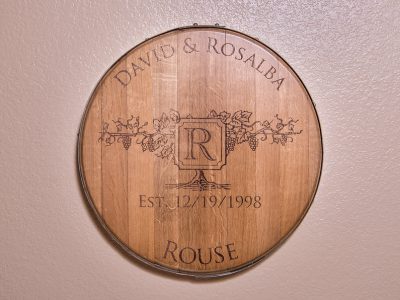 DAVID & ROSALBA
R
EST. 12/19/1998
ROUSE